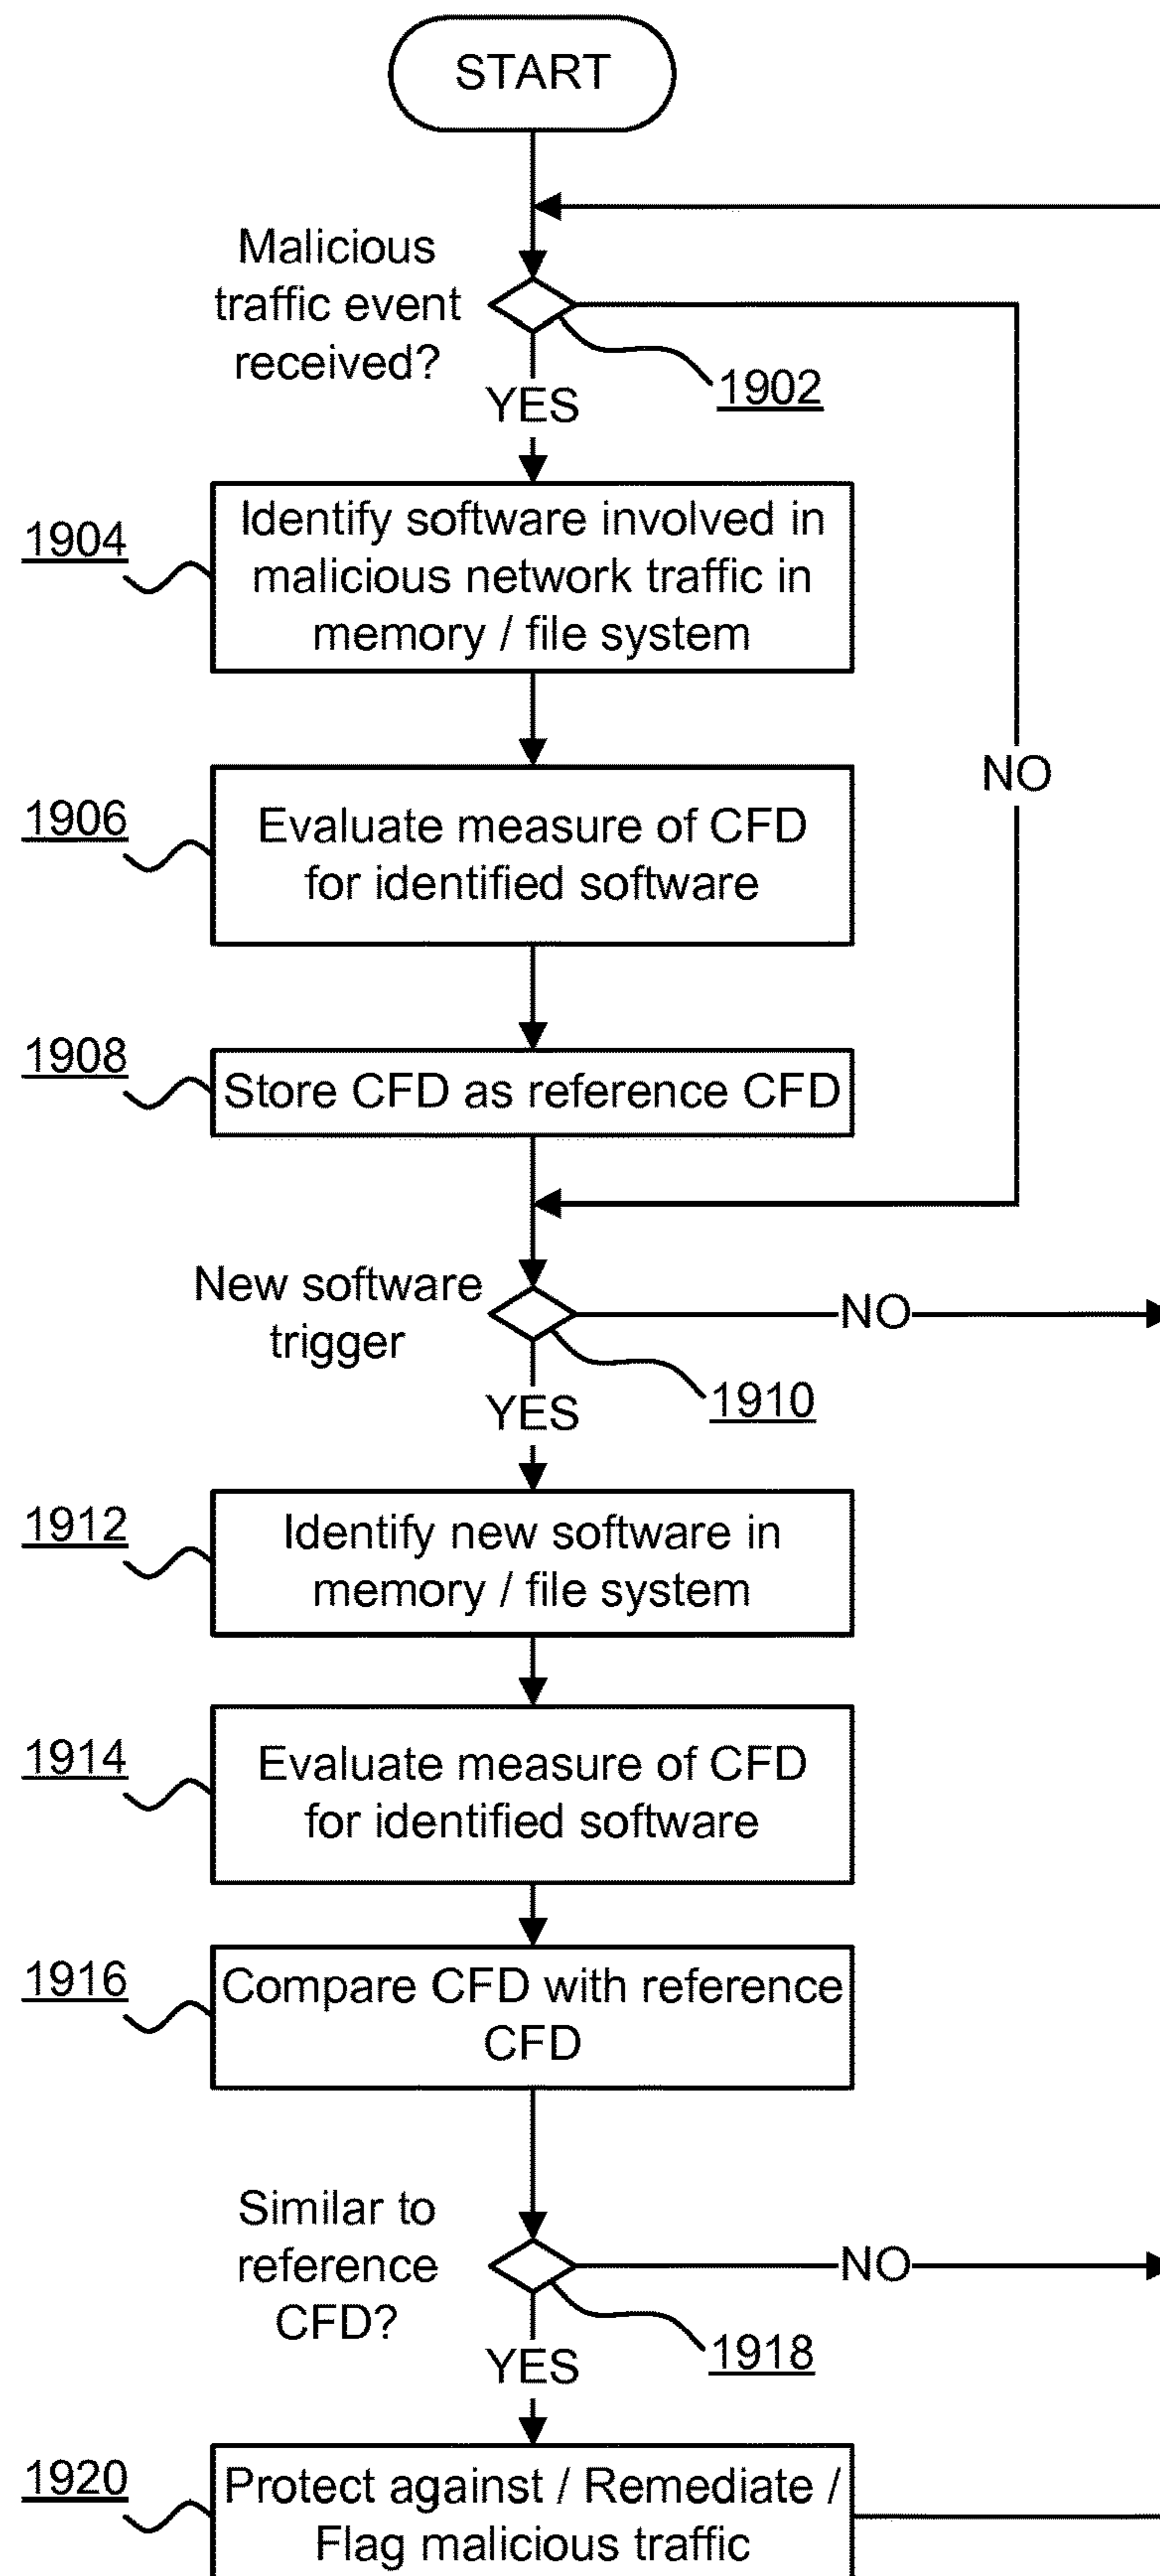 START
Malicious
traffic event
received?
1902
YES
1904
Identify software involved in
malicious network traffic in
memory / file system
NO
1906
Evaluate measure of CFD
for identified software
1908
Store CFD as reference CFD
New software
trigger
NO
1910
YES
1912
Identify new software in
memory / file system
1914
Evaluate measure of CFD
for identified software
1916
Compare CFD with reference
CFD
Similar to
reference
CFD?
NO
1918
YES
1920
Protect against / Remediate /
Flag malicious traffic